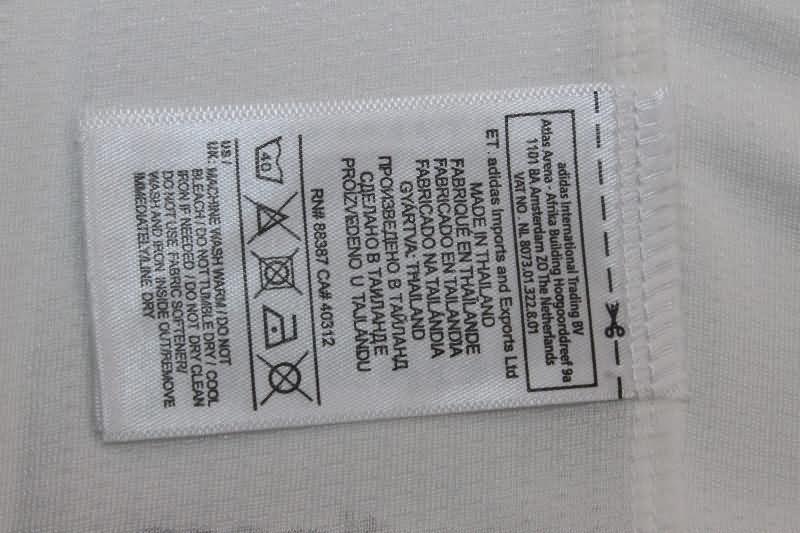 adidas International Trading BV
Atlas Arena - Afrika Building Hoogoorddreef 9a
1101 BA Amsterdam ZO The Netherlands
VAT NO. NL 8073.01.322.8.01
ET - adidas Imports and Exports Ltd
MADE IN THAILAND
FABRIQUÉ EN THAÏLANDE
FABRICADO EN TAILANDIA
FABRICADO NA TAILÂNDIA
GYÁRTVA: THAILAND
ПРОИЗВЕДЕНО В ТАЙЛАНД
СДЕЛАНО В ТАИЛАНДЕ
PROIZVEDENO U TAJLANDU
RN# 88387 CA# 40312
40
US /
UK: MACHINE WASH WARM / DO NOT
BLEACH / DO NOT TUMBLE DRY / COOL
IRON IF NEEDED / DO NOT DRY CLEAN
DO NOT USE FABRIC SOFTENER/
WASH AND IRON INSIDE OUT/REMOVE
IMMEDIATELY/LINE DRY